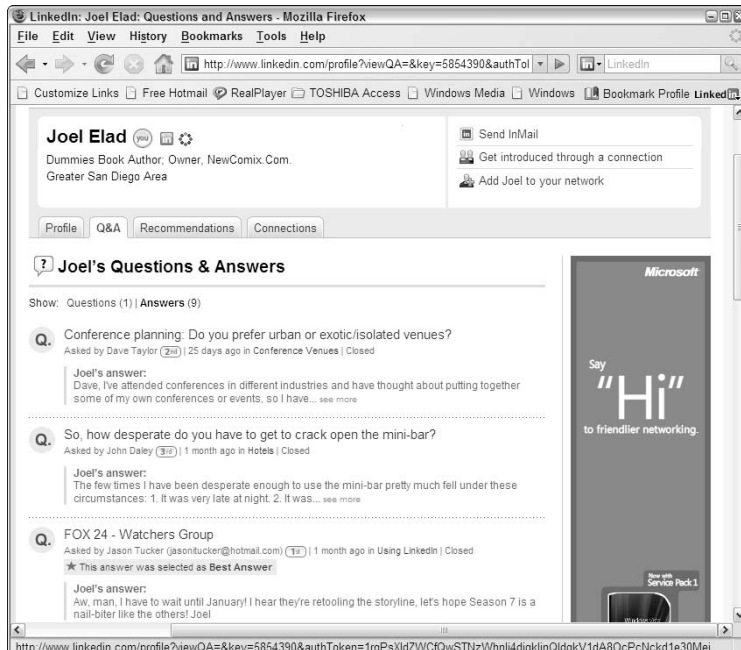 LinkedIn: Joel Elad: Questions and Answers - Mozilla Firefox
File Edit View History Bookmarks Tools Help
http://www.linkedin.com/profile?viewQA=&key=5854390&authTol
LinkedIn
Customize Links Free Hotmail RealPlayer TOSHIBA Access Windows Media Windows Bookmark Profile Linked in
Joel Elad you in
Dummies Book Author; Owner, NewComix.Com.
Greater San Diego Area
Send InMail
Get introduced through a connection
Add Joel to your network
Profile Q&A Recommendations Connections
? Joel's Questions & Answers
Show: Questions (1) | Answers (9)
Q. Conference planning: Do you prefer urban or exotic/isolated venues?
Asked by Dave Taylor 2nd | 25 days ago in Conference Venues | Closed
Joel's answer:
Dave, I've attended conferences in different industries and have thought about putting together
some of my own conferences or events, so I have... see more
Q. So, how desperate do you have to get to crack open the mini-bar?
Asked by John Daley 3rd | 1 month ago in Hotels | Closed
Joel's answer:
The few times I have been desperate enough to use the mini-bar pretty much fell under these
circumstances: 1. It was very late at night. 2. It was... see more
Q. FOX 24 - Watchers Group
Asked by Jason Tucker (jasonitucker@hotmail.com) 1st | 1 month ago in Using LinkedIn | Closed
This answer was selected as Best Answer
Joel's answer:
Aw, man, I have to wait until January! I hear they're retooling the storyline, let's hope Season 7 is a
nail-biter like the others! Joel
Microsoft
Say
"Hi"
to friendlier networking.
Now with
Service Pack 1
http://www.linkedin.com/profile?viewQA=&key=5854390&authToken=